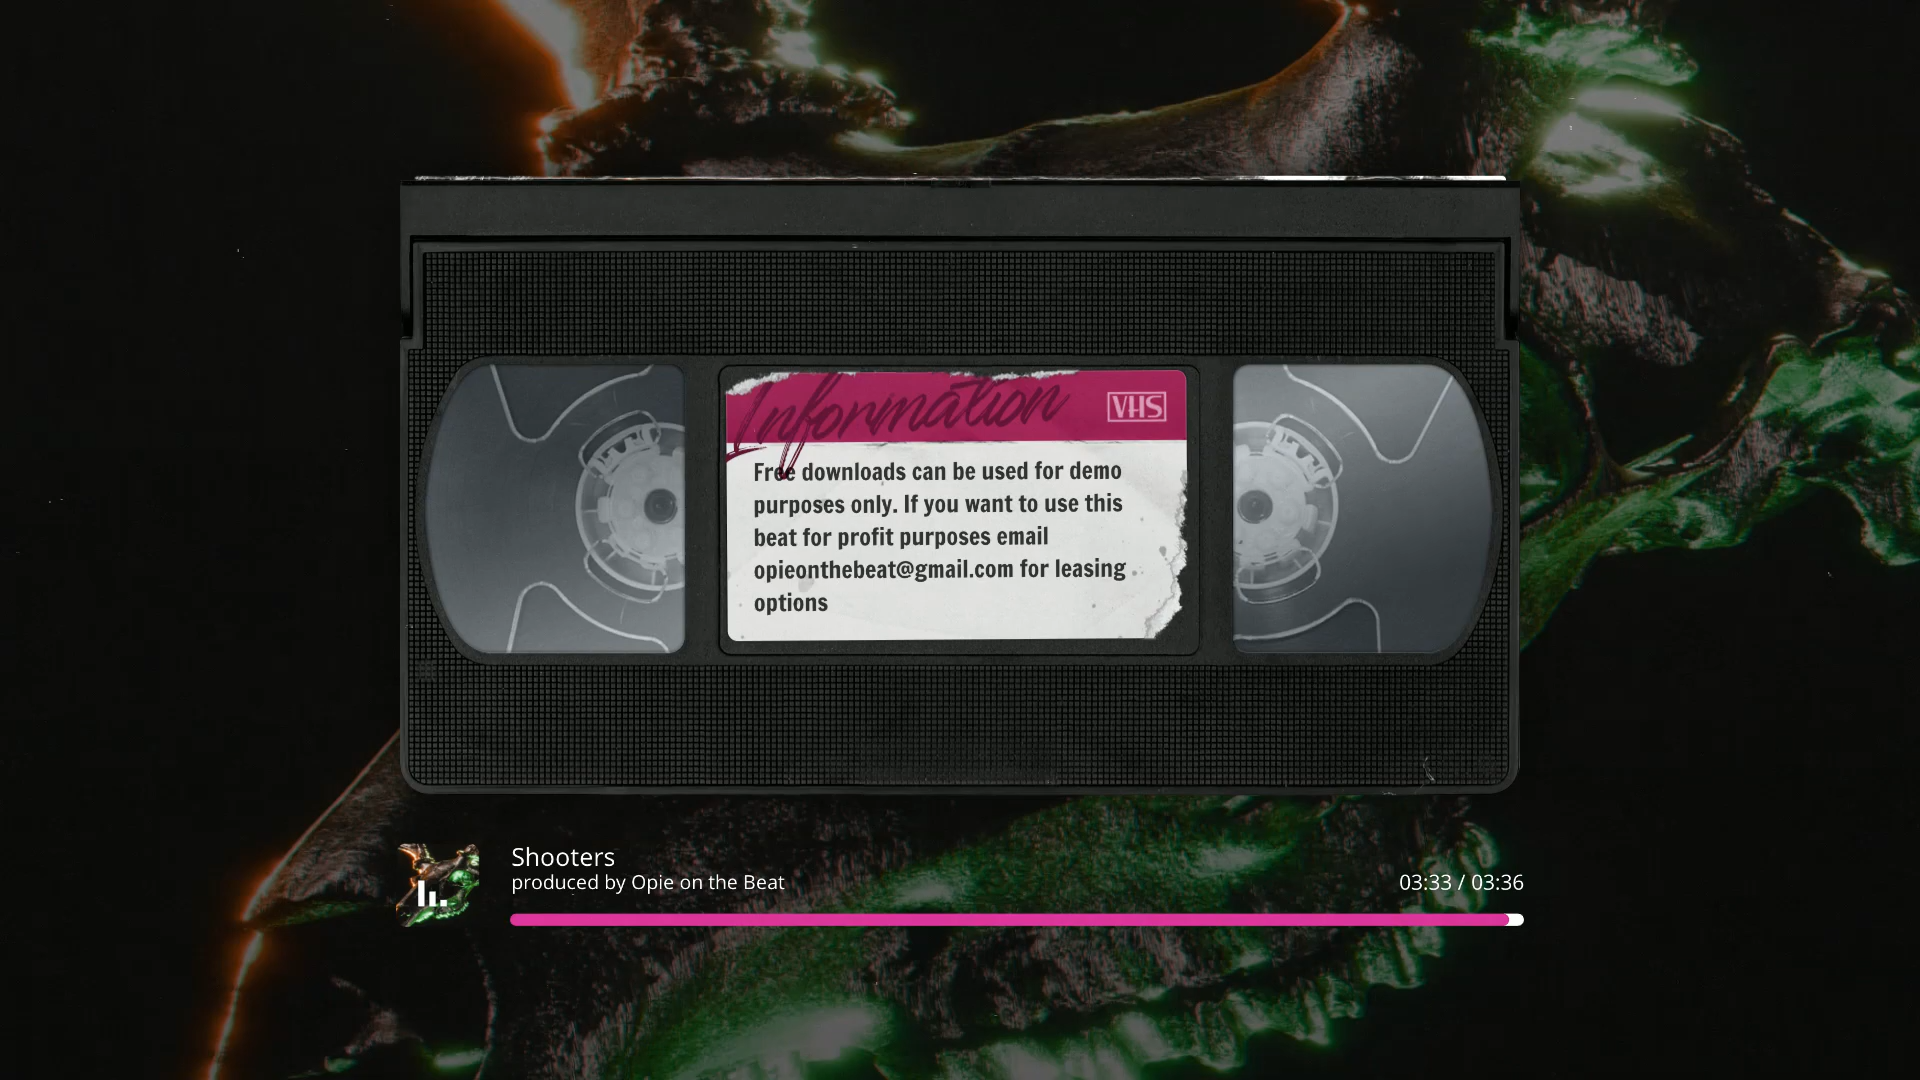 Information
VHS
Free downloads can be used for demo
purposes only. If you want to use this
beat for profit purposes email
opieonthebeat@gmail.com for leasing
options
Shooters
produced by Opie on the Beat
03:33 / 03:36